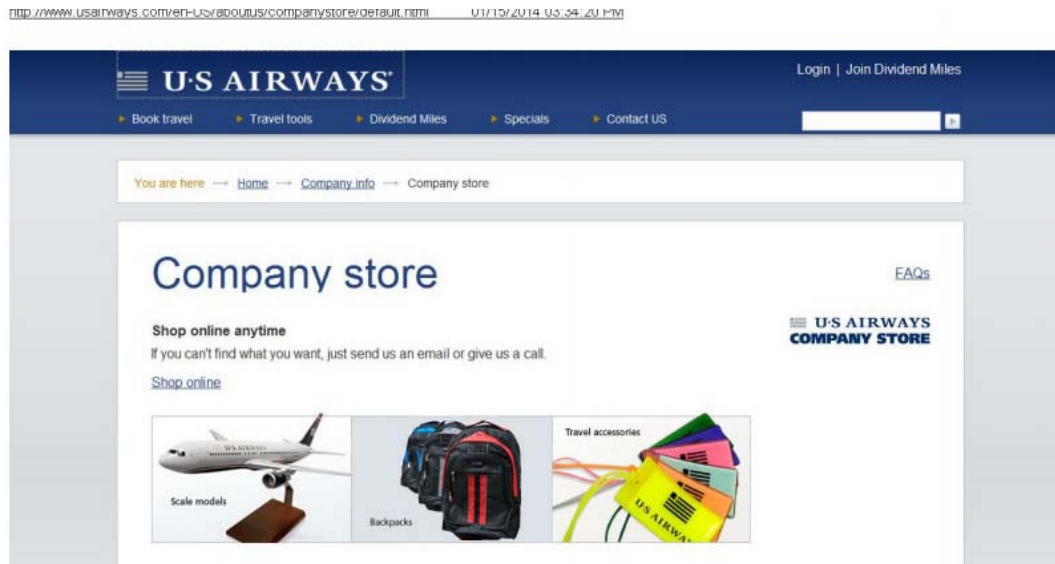 http://www.usairways.com/en-US/aboutus/companystore/default.html 01/15/2014 03:34:20 PM
U·S AIRWAYS®
Login | Join Dividend Miles
Book travel Travel tools Dividend Miles Specials Contact US
You are here Home Company info Company store
Company store
FAQs
Shop online anytime
If you can't find what you want, just send us an email or give us a call.
Shop online
U·S AIRWAYS
COMPANY STORE
U·S AIRWAYS
Scale models
Backpacks
Travel accessories
U·S AIRWAYS